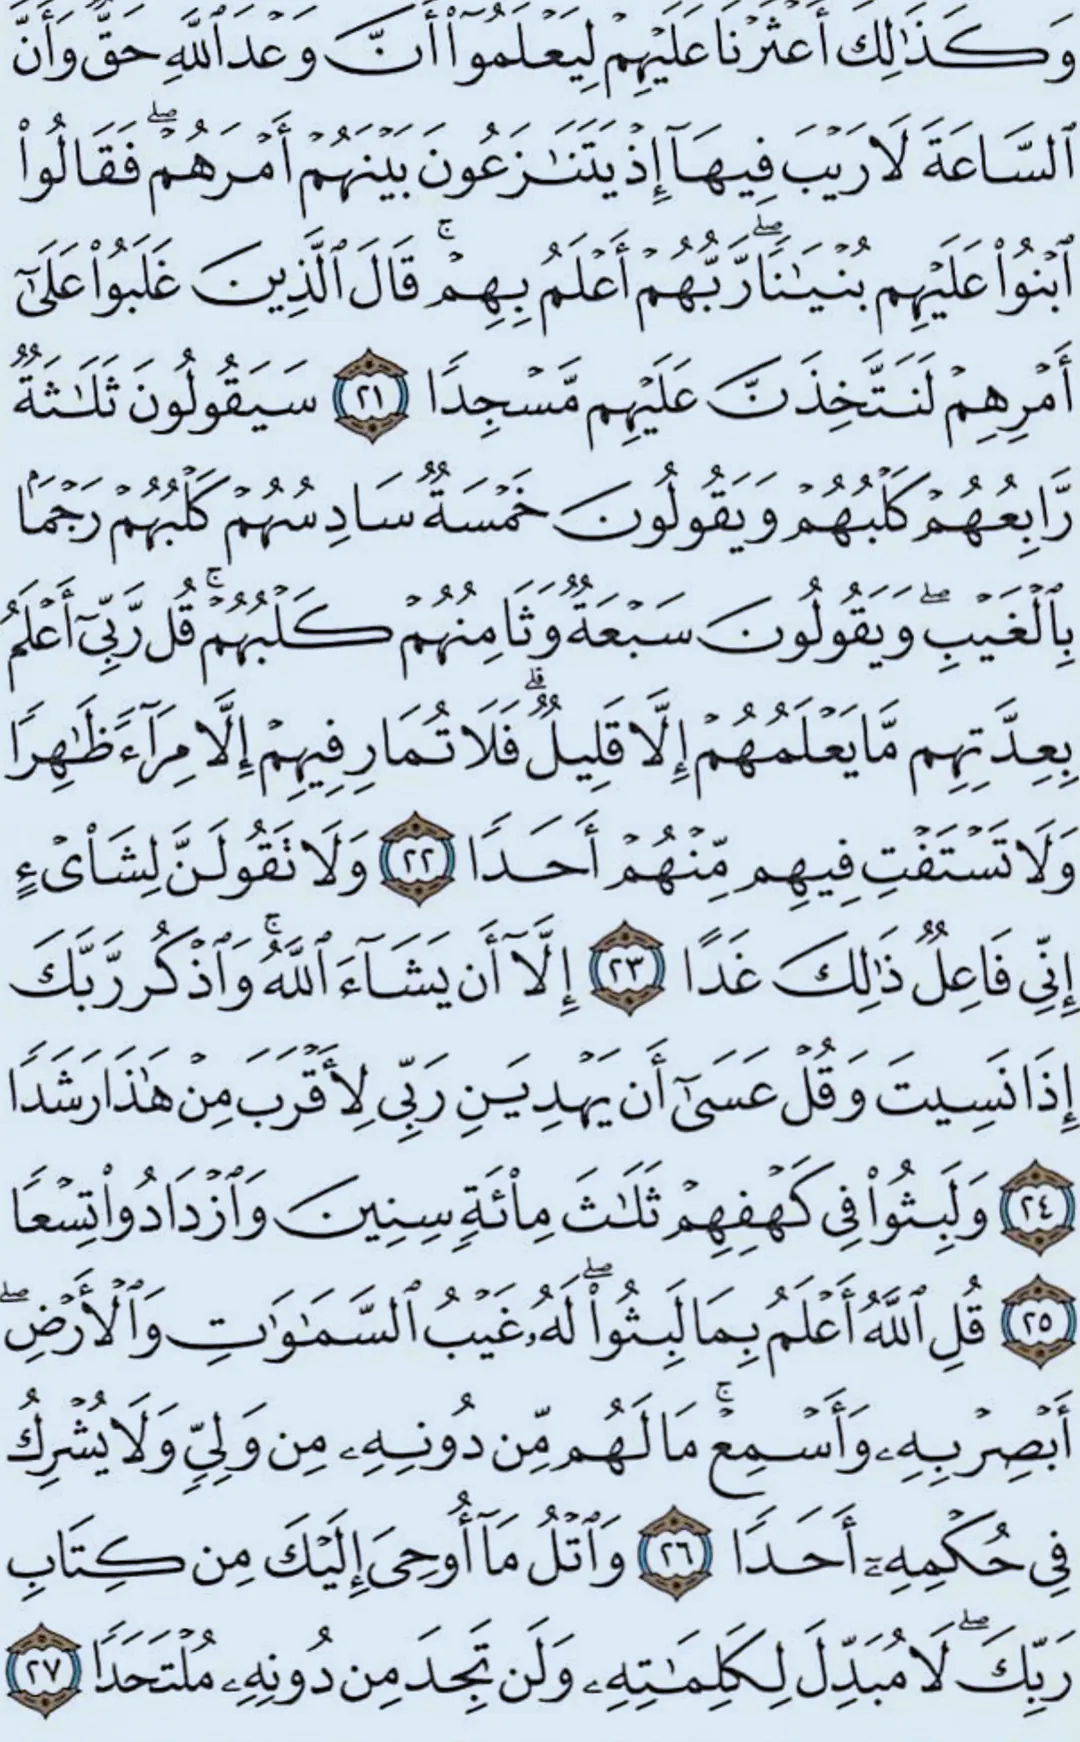 وَكَذَٰلِكَ أَعْثَرْنَا عَلَيْهِمْ لِيَعْلَمُوٓا۟ أَنَّ وَعْدَ ٱللَّهِ حَقٌّ وَأَنَّ
ٱلسَّاعَةَ لَا رَيْبَ فِيهَآ إِذْ يَتَنَـٰزَعُونَ بَيْنَهُمْ أَمْرَهُمْ ۖ فَقَالُوا۟
ٱبْنُوا۟ عَلَيْهِم بُنْيَـٰنًا ۖ رَّبُّهُمْ أَعْلَمُ بِهِمْ ۚ قَالَ ٱلَّذِينَ غَلَبُوا۟ عَلَىٰٓ
أَمْرِهِمْ لَنَتَّخِذَنَّ عَلَيْهِم مَّسْجِدًا ٢١ سَيَقُولُونَ ثَلَـٰثَةٌ
رَّابِعُهُمْ كَلْبُهُمْ وَيَقُولُونَ خَمْسَةٌ سَادِسُهُمْ كَلْبُهُمْ رَجْمًۢا
بِٱلْغَيْبِ ۖ وَيَقُولُونَ سَبْعَةٌ وَثَامِنُهُمْ كَلْبُهُمْ ۚ قُل رَّبِّىٓ أَعْلَمُ
بِعِدَّتِهِم مَّا يَعْلَمُهُمْ إِلَّا قَلِيلٌ ۗ فَلَا تُمَارِ فِيهِمْ إِلَّا مِرَآءً ظَـٰهِرًا
وَلَا تَسْتَفْتِ فِيهِم مِّنْهُمْ أَحَدًا ٢٢ وَلَا تَقُولَنَّ لِشَا۟ىْءٍ
إِنِّى فَاعِلٌ ذَٰلِكَ غَدًا ٢٣ إِلَّآ أَن يَشَآءَ ٱللَّهُ ۚ وَٱذْكُر رَّبَّكَ
إِذَا نَسِيتَ وَقُلْ عَسَىٰٓ أَن يَهْدِيَنِ رَبِّى لِأَقْرَبَ مِنْ هَـٰذَا رَشَدًا
٢٤ وَلَبِثُوا۟ فِى كَهْفِهِمْ ثَلَـٰثَ مِا۟ئَةٍ سِنِينَ وَٱزْدَادُوا۟ تِسْعًا
٢٥ قُلِ ٱللَّهُ أَعْلَمُ بِمَا لَبِثُوا۟ ۖ لَهُۥ غَيْبُ ٱلسَّمَـٰوَٰتِ وَٱلْأَرْضِ ۖ
أَبْصِرْ بِهِۦ وَأَسْمِعْ ۚ مَا لَهُم مِّن دُونِهِۦ مِن وَلِىٍّ وَلَا يُشْرِكُ
فِى حُكْمِهِۦٓ أَحَدًا ٢٦ وَٱتْلُ مَآ أُوحِىَ إِلَيْكَ مِن كِتَابِ
رَبِّكَ ۖ لَا مُبَدِّلَ لِكَلِمَـٰتِهِۦ وَلَن تَجِدَ مِن دُونِهِۦ مُلْتَحَدًا ٢٧